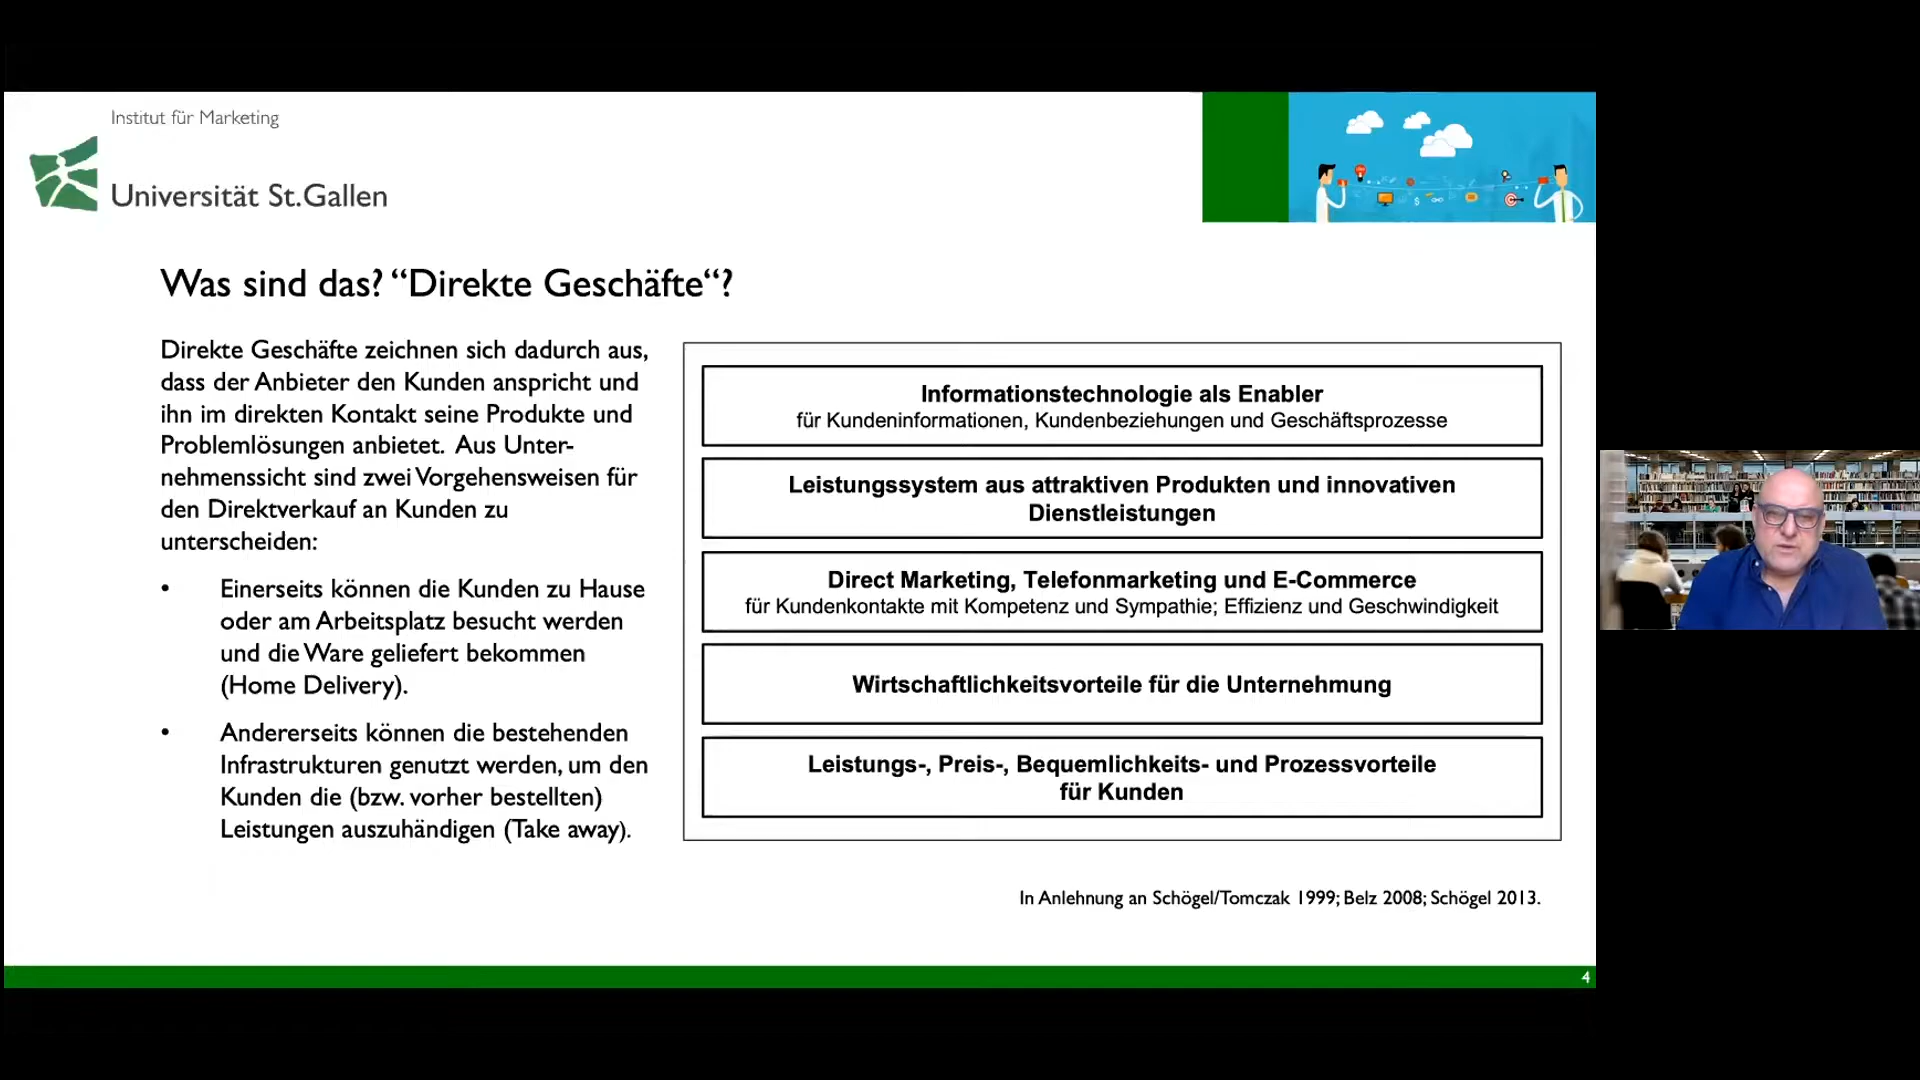 Institut für Marketing
Universität St.Gallen
Was sind das? “Direkte Geschäfte“?
Direkte Geschäfte zeichnen sich dadurch aus,
dass der Anbieter den Kunden anspricht und
ihn im direkten Kontakt seine Produkte und
Problemlösungen anbietet. Aus Unter-
nehmenssicht sind zwei Vorgehensweisen für
den Direktverkauf an Kunden zu
unterscheiden:
• Einerseits können die Kunden zu Hause
oder am Arbeitsplatz besucht werden
und die Ware geliefert bekommen
(Home Delivery).
• Andererseits können die bestehenden
Infrastrukturen genutzt werden, um den
Kunden die (bzw. vorher bestellten)
Leistungen auszuhändigen (Take away).
Informationstechnologie als Enabler
für Kundeninformationen, Kundenbeziehungen und Geschäftsprozesse
Leistungssystem aus attraktiven Produkten und innovativen
Dienstleistungen
Direct Marketing, Telefonmarketing und E-Commerce
für Kundenkontakte mit Kompetenz und Sympathie; Effizienz und Geschwindigkeit
Wirtschaftlichkeitsvorteile für die Unternehmung
Leistungs-, Preis-, Bequemlichkeits- und Prozessvorteile
für Kunden
In Anlehnung an Schögel/Tomczak 1999; Belz 2008; Schögel 2013.
4